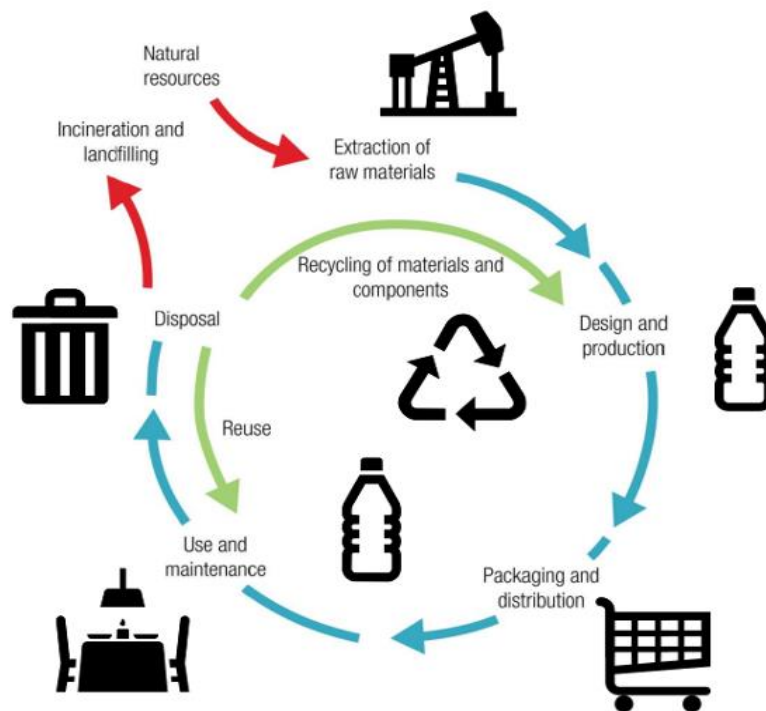 Natural
resources
Incineration and
landfilling
Extraction of
raw materials
Recycling of materials and
components
Disposal
Design and
production
Reuse
Use and
maintenance
Packaging and
distribution